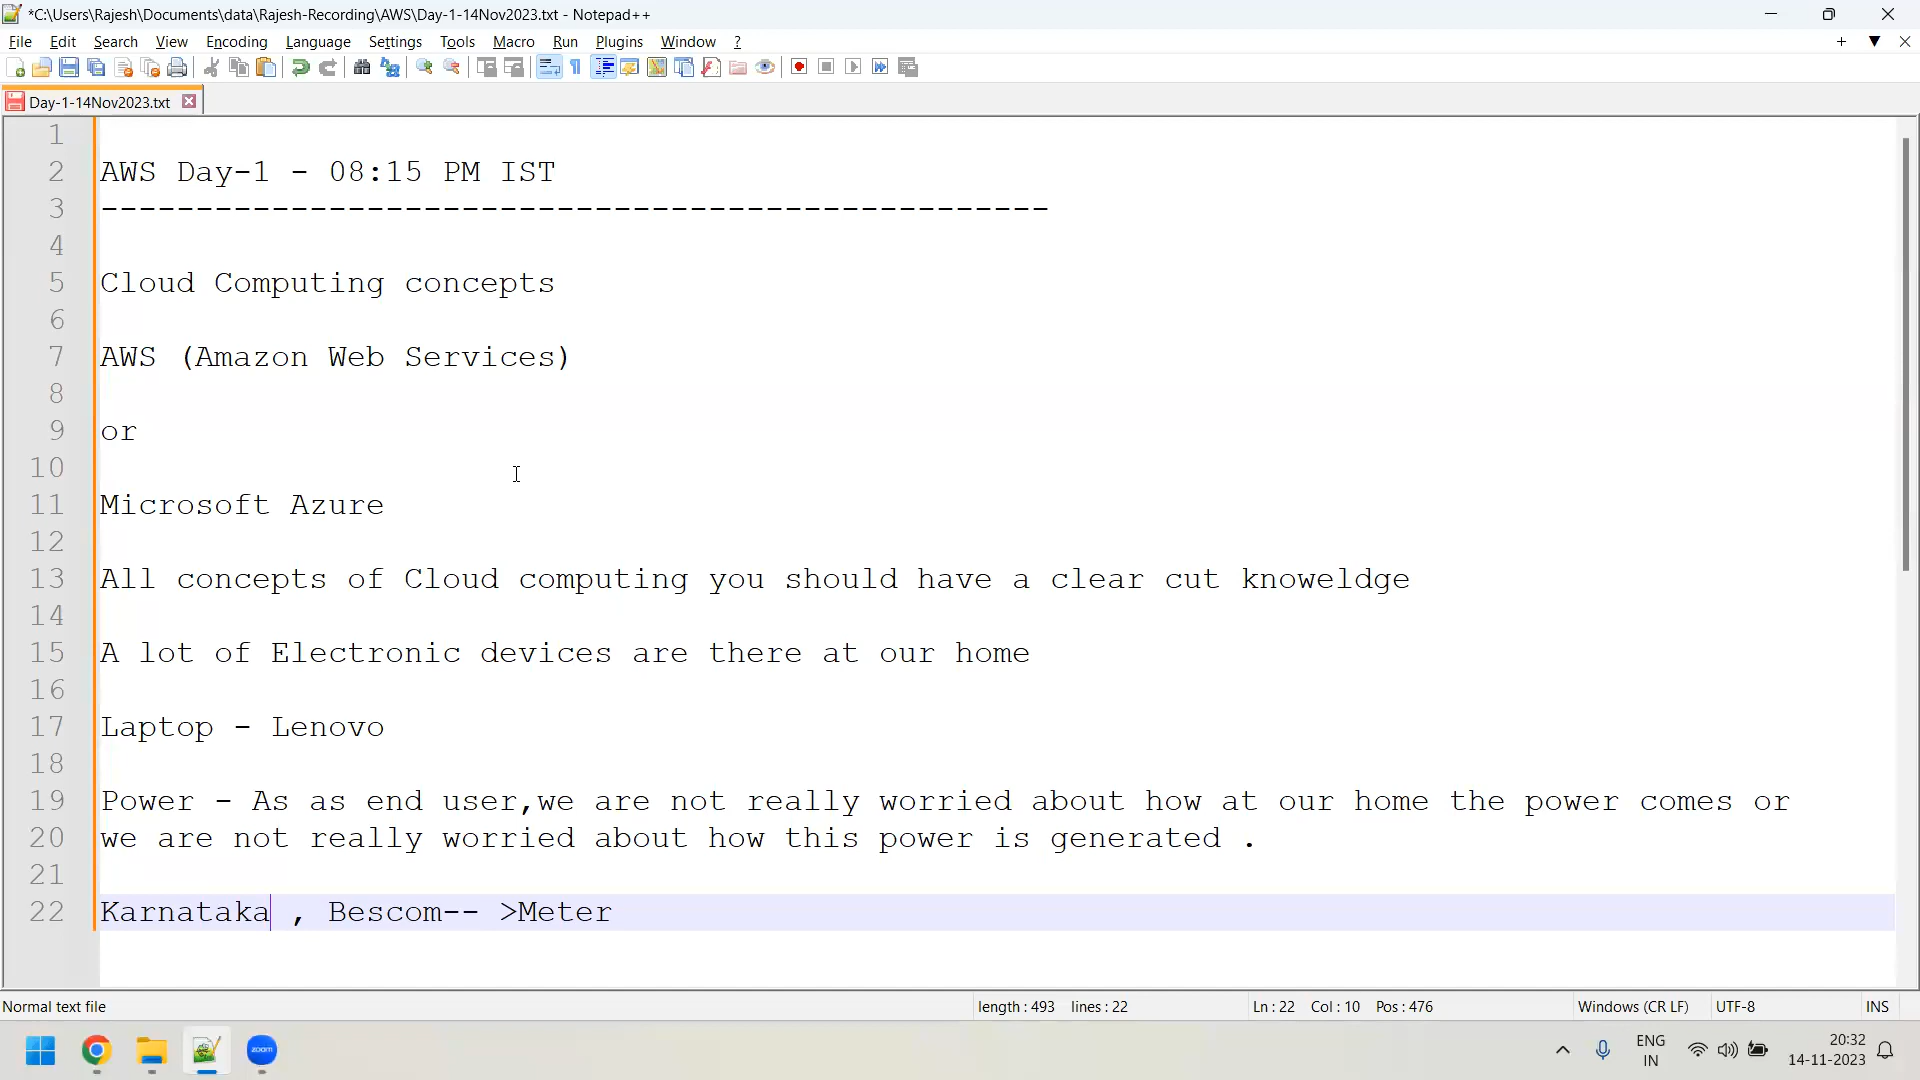 *C:\Users\Rajesh\Documents\data\Rajesh-Recording\AWS\Day-1-14Nov2023.txt - Notepad++
File Edit Search View Encoding Language Settings Tools Macro Run Plugins Window ?
Day-1-14Nov2023.txt
1
2 AWS Day-1 - 08:15 PM IST
3 --------------------------------------------------
4
5 Cloud Computing concepts
6
7 AWS (Amazon Web Services)
8
9 or
10
11 Microsoft Azure
12
13 All concepts of Cloud computing you should have a clear cut knoweldge
14
15 A lot of Electronic devices are there at our home
16
17 Laptop - Lenovo
18
19 Power - As as end user,we are not really worried about how at our home the power comes or
20 we are not really worried about how this power is generated .
21
22 Karnataka , Bescom-- >Meter
Normal text file length : 493 lines : 22 Ln : 22 Col : 10 Pos : 476 Windows (CR LF) UTF-8 INS
zoom
ENG
IN
20:32
14-11-2023